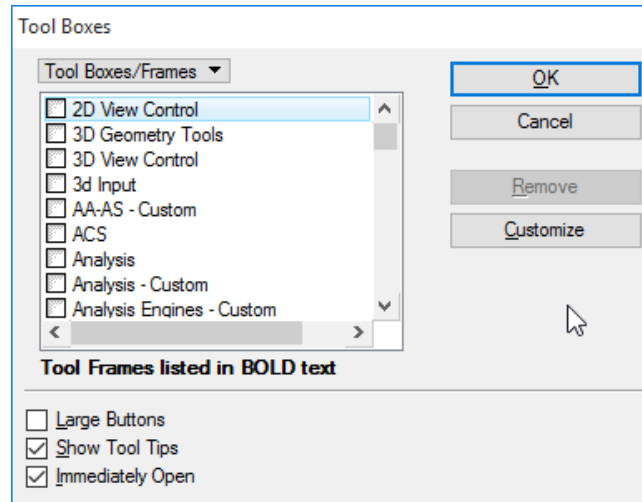 Tool Boxes
Tool Boxes/Frames
2D View Control
3D Geometry Tools
3D View Control
3d Input
AA-AS - Custom
ACS
Analysis
Analysis - Custom
Analysis Engines - Custom
Tool Frames listed in BOLD text
OK
Cancel
Remove
Customize
Large Buttons
Show Tool Tips
Immediately Open